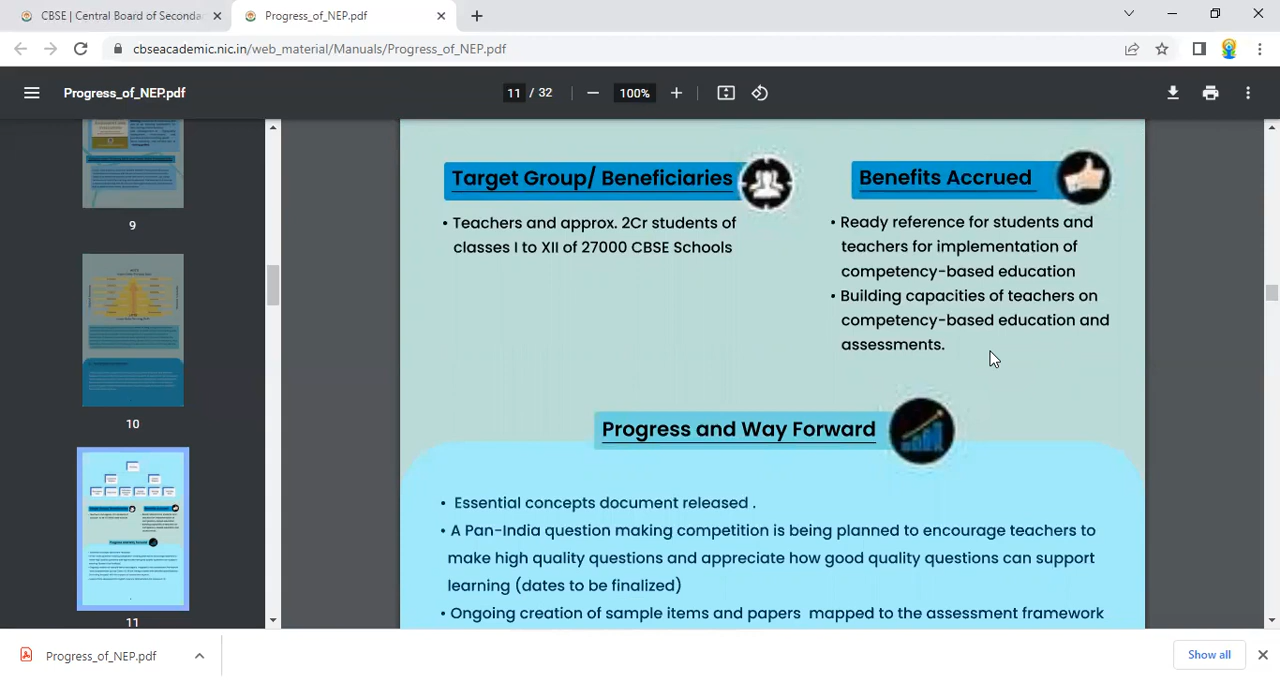 CBSE | Central Board of Seconda
Progress_of_NEP.pdf
cbseacademic.nic.in/web_material/Manuals/Progress_of_NEP.pdf
Progress_of_NEP.pdf
11 / 32
100%
9
10
11
Target Group/ Beneficiaries
• Teachers and approx. 2Cr students of
classes I to XII of 27000 CBSE Schools
Benefits Accrued
• Ready reference for students and
teachers for implementation of
competency-based education
• Building capacities of teachers on
competency-based education and
assessments.
Progress and Way Forward
• Essential concepts document released .
• A Pan-India question making competition is being planned to encourage teachers to
make high quality questions and appreciate how good quality questions can support
learning (dates to be finalized)
• Ongoing creation of sample items and papers mapped to the assessment framework
Progress_of_NEP.pdf
Show all